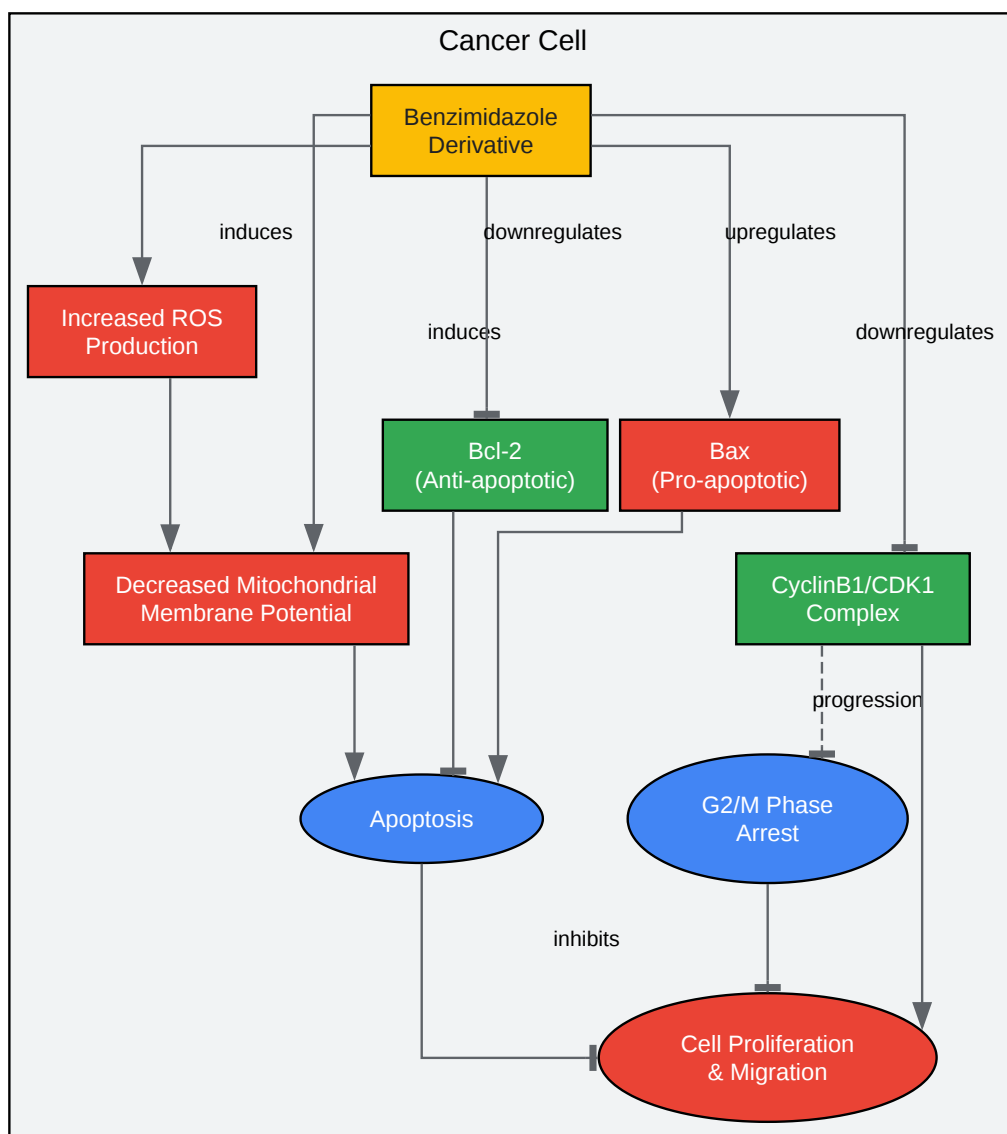 Cancer Cell
Benzimidazole
Derivative
induces
downregulates
upregulates
Increased ROS
Production
induces
downregulates
Bcl-2
(Anti-apoptotic)
Bax
(Pro-apoptotic)
Decreased Mitochondrial
Membrane Potential
CyclinB1/CDK1
Complex
progression
Apoptosis
G2/M Phase
Arrest
inhibits
Cell Proliferation
& Migration